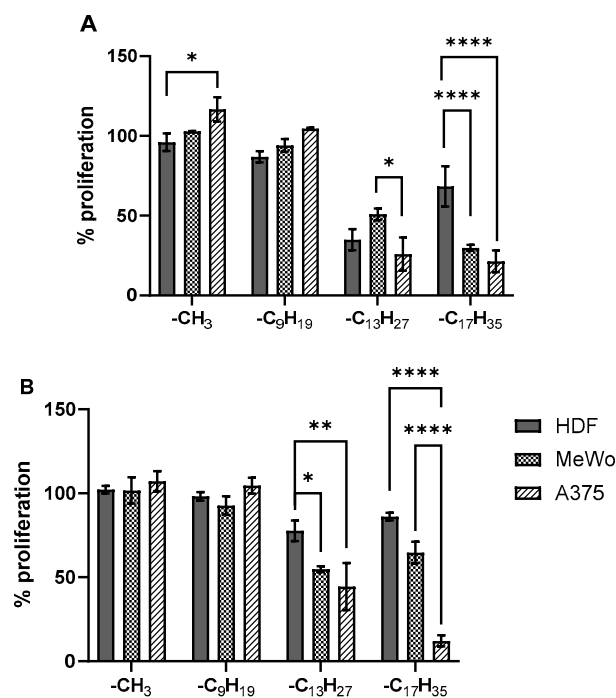 A
% proliferation
150
100
50
0
*
*
****
****
-CH₃
-C₉H₁₉
-C₁₃H₂₇
-C₁₇H₃₅
B
% proliferation
150
100
50
0
**
*
****
****
-CH₃
-C₉H₁₉
-C₁₃H₂₇
-C₁₇H₃₅
HDF
MeWo
A375